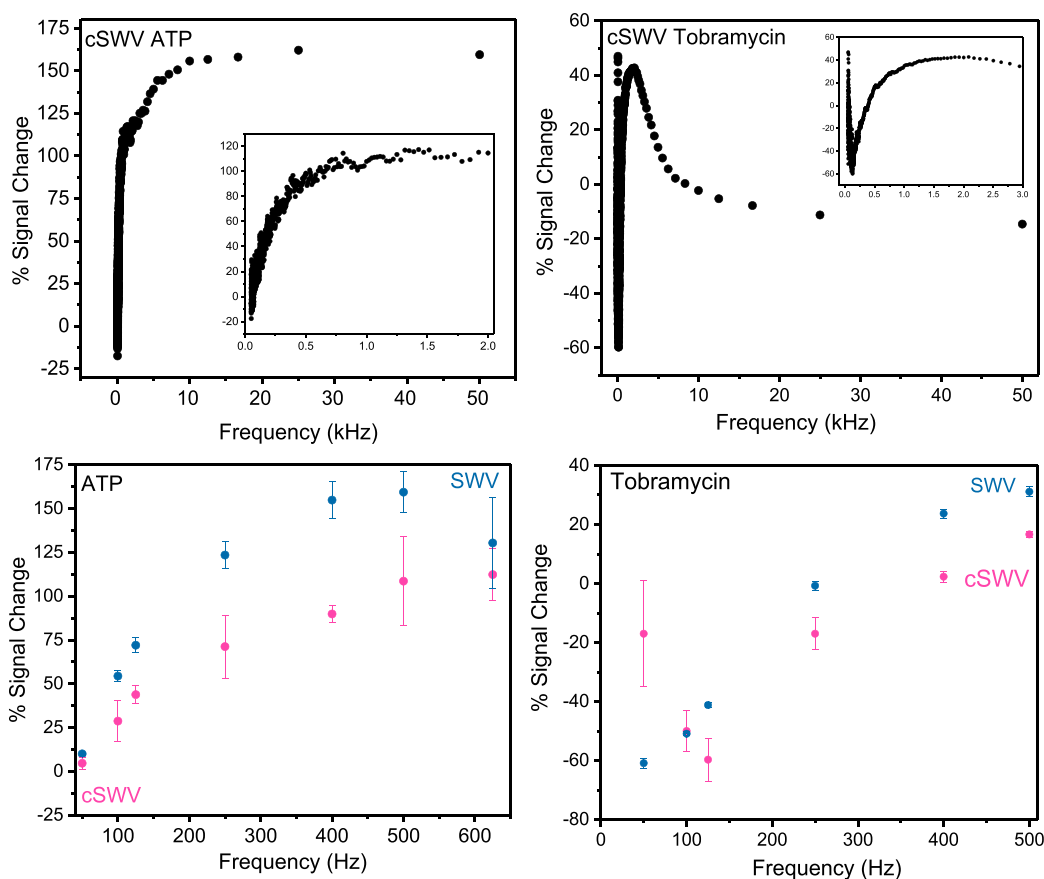 cSWV ATP
% Signal Change
175
150
125
100
75
50
25
0
-25
0 10 20 30 40 50
Frequency (kHz)
120
100
80
60
40
20
0
-20
0.0 0.5 1.0 1.5 2.0
cSWV Tobramycin
% Signal Change
60
40
20
0
-20
-40
-60
0 10 20 30 40 50
Frequency (kHz)
60
40
20
0
-20
-40
-60
0.0 0.5 1.0 1.5 2.0 2.5 3.0
ATP
SWV
cSWV
% Signal Change
175
150
125
100
75
50
25
0
-25
100 200 300 400 500 600
Frequency (Hz)
Tobramycin
SWV
cSWV
% Signal Change
40
20
0
-20
-40
-60
-80
0 100 200 300 400 500
Frequency (Hz)